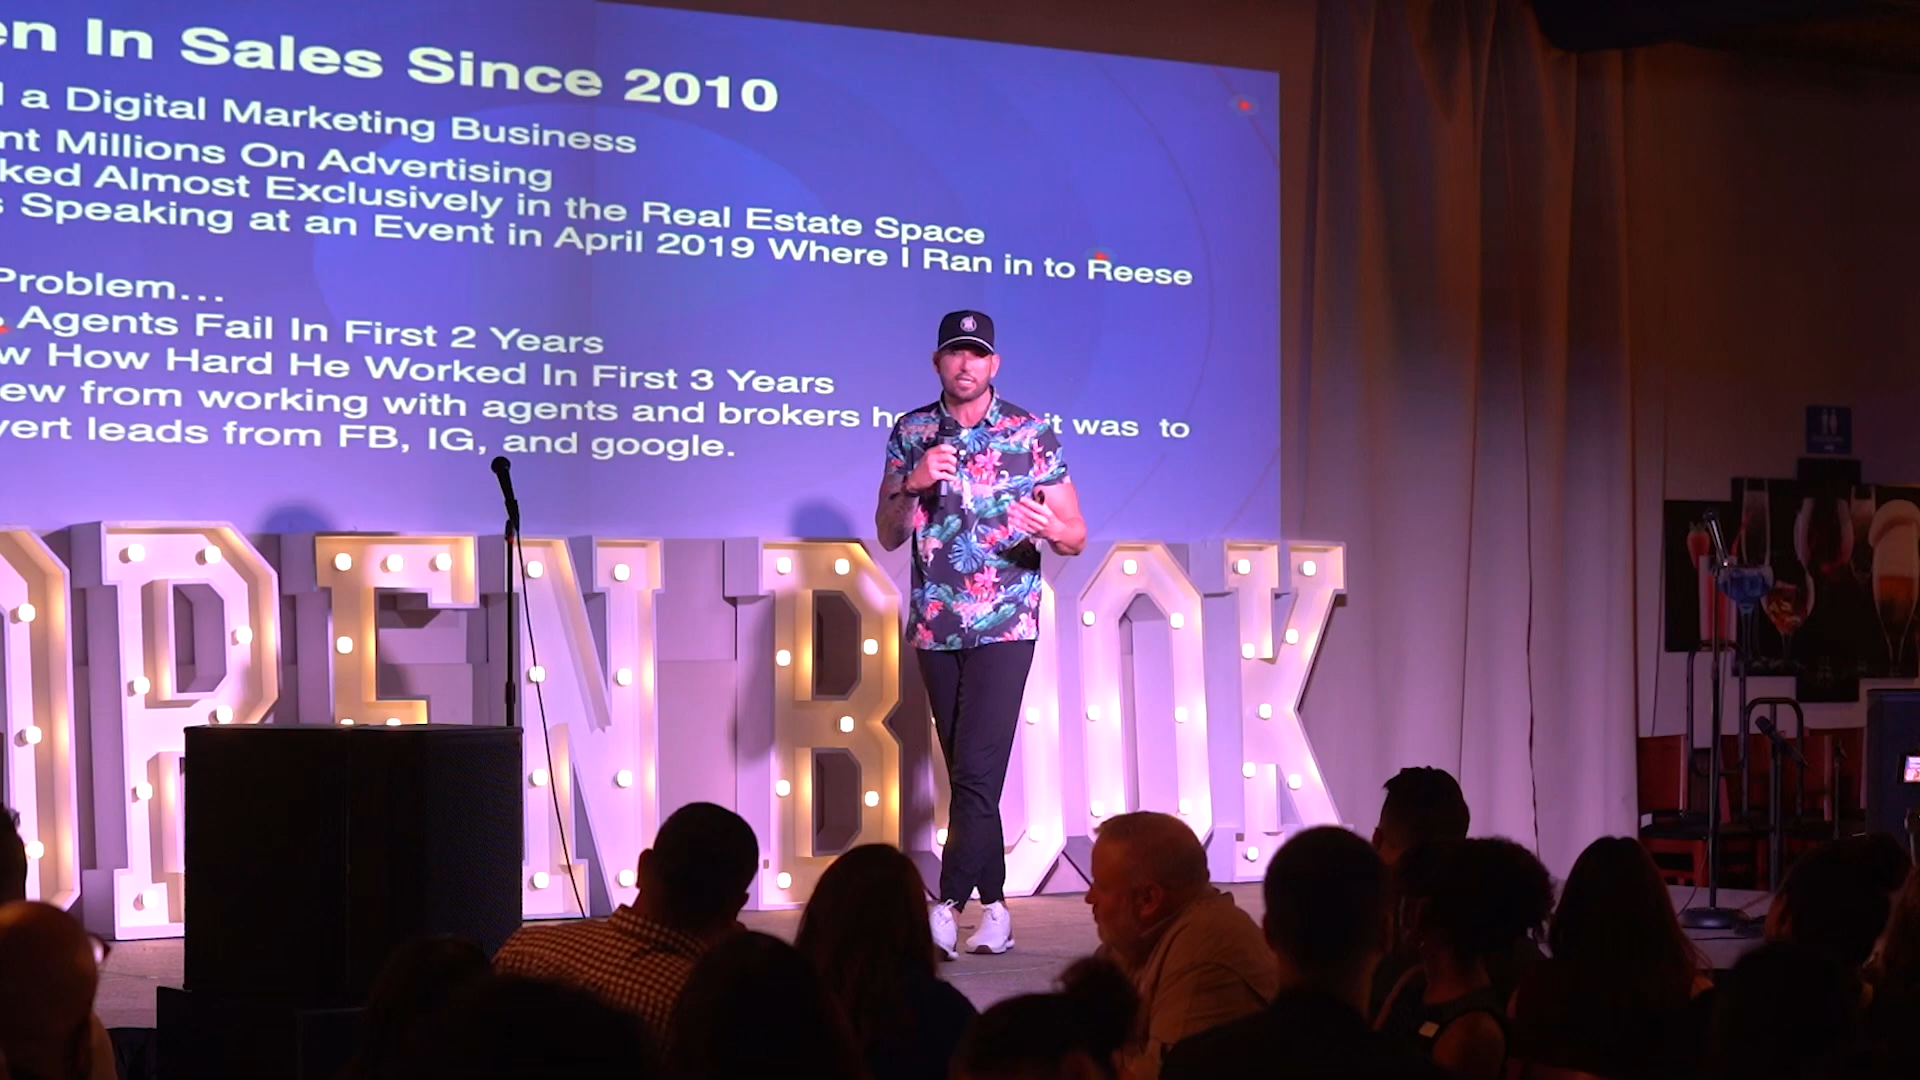 en In Sales Since 2010
a Digital Marketing Business
nt Millions On Advertising
ked Almost Exclusively in the Real Estate Space
s Speaking at an Event in April 2019 Where I Ran in to Reese
Problem...
Agents Fail In First 2 Years
w How Hard He Worked In First 3 Years
ew from working with agents and brokers h it was to
vert leads from FB, IG, and google.
OPEN BOOK